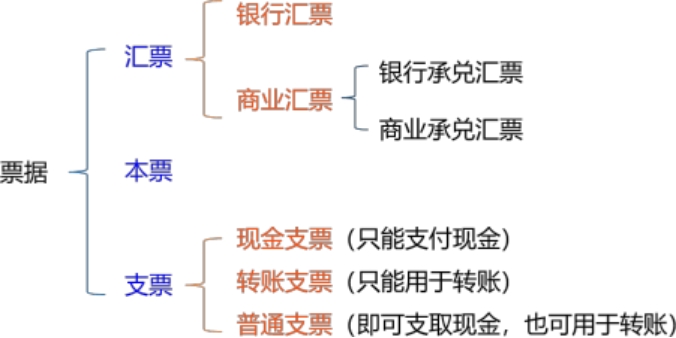 银行汇票
汇票
银行承兑汇票
商业汇票
商业承兑汇票
票据
本票
现金支票（只能支付现金）
转账支票（只能用于转账）
支票
普通支票（即可支取现金，也可用于转账）